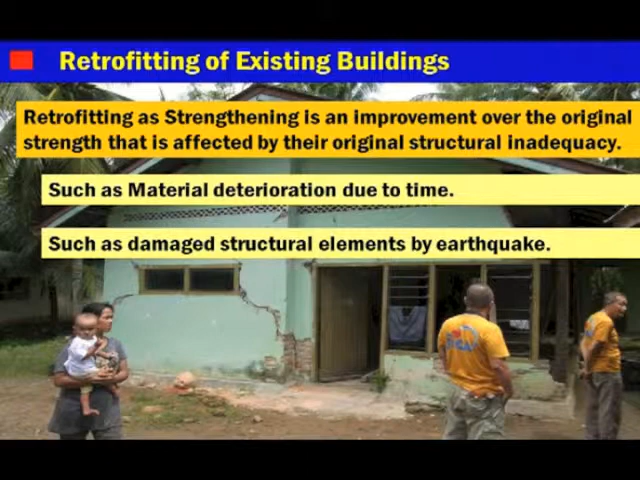 Retrofitting of Existing Buildings
Retrofitting as Strengthening is an improvement over the original
strength that is affected by their original structural inadequacy.
Such as Material deterioration due to time.
Such as damaged structural elements by earthquake.